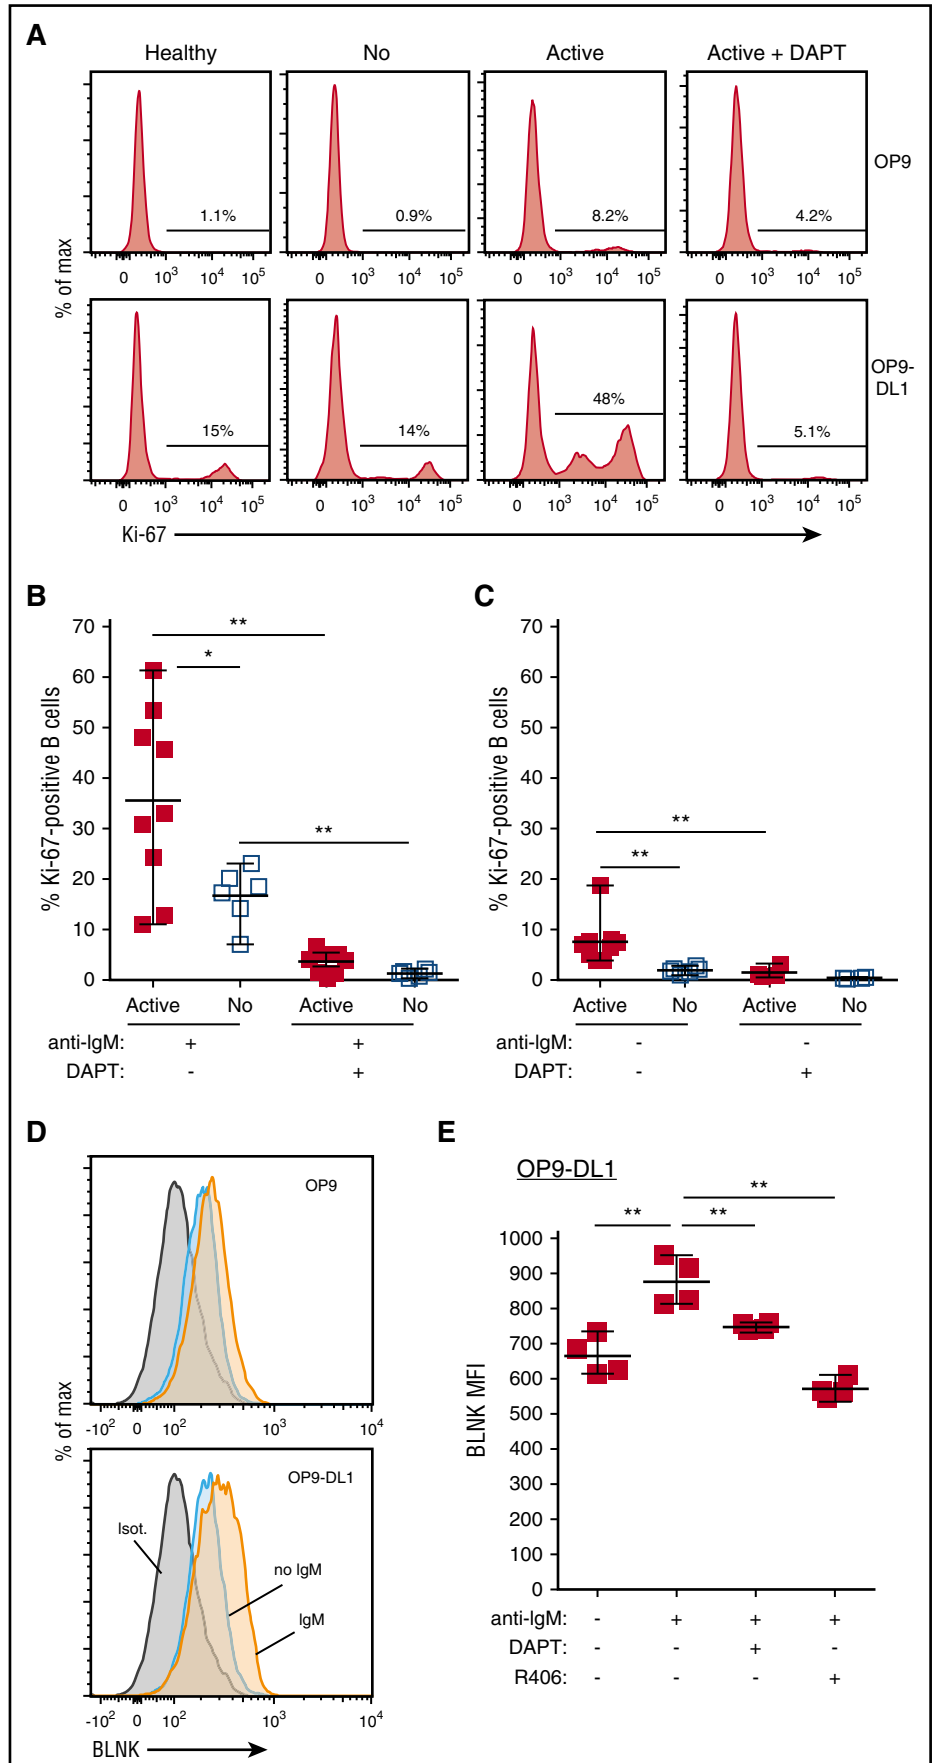 A
Healthy No Active Active + DAPT
1.1% 0.9% 8.2% 4.2% OP9
0 10³ 10⁴ 10⁵ 0 10³ 10⁴ 10⁵ 0 10³ 10⁴ 10⁵ 0 10³ 10⁴ 10⁵
% of max
15% 14% 48% 5.1% OP9-
DL1
0 10³ 10⁴ 10⁵ 0 10³ 10⁴ 10⁵ 0 10³ 10⁴ 10⁵ 0 10³ 10⁴ 10⁵
Ki-67
B
% Ki-67-positive B cells
70
60
50
40
30
20
10
0
**
*
**
Active No Active No
anti-IgM: + +
DAPT: - +
C
% Ki-67-positive B cells
70
60
50
40
30
20
10
0
**
**
Active No Active No
anti-IgM: - -
DAPT: - +
D
OP9
-10² 0 10² 10³ 10⁴
% of max
OP9-DL1
Isot.
no IgM
IgM
-10² 0 10² 10³ 10⁴
BLNK
E
OP9-DL1
**
** **
BLNK MFI
1000
900
800
700
600
500
400
300
200
100
0
anti-IgM: - + + +
DAPT: - - + -
R406: - - - +